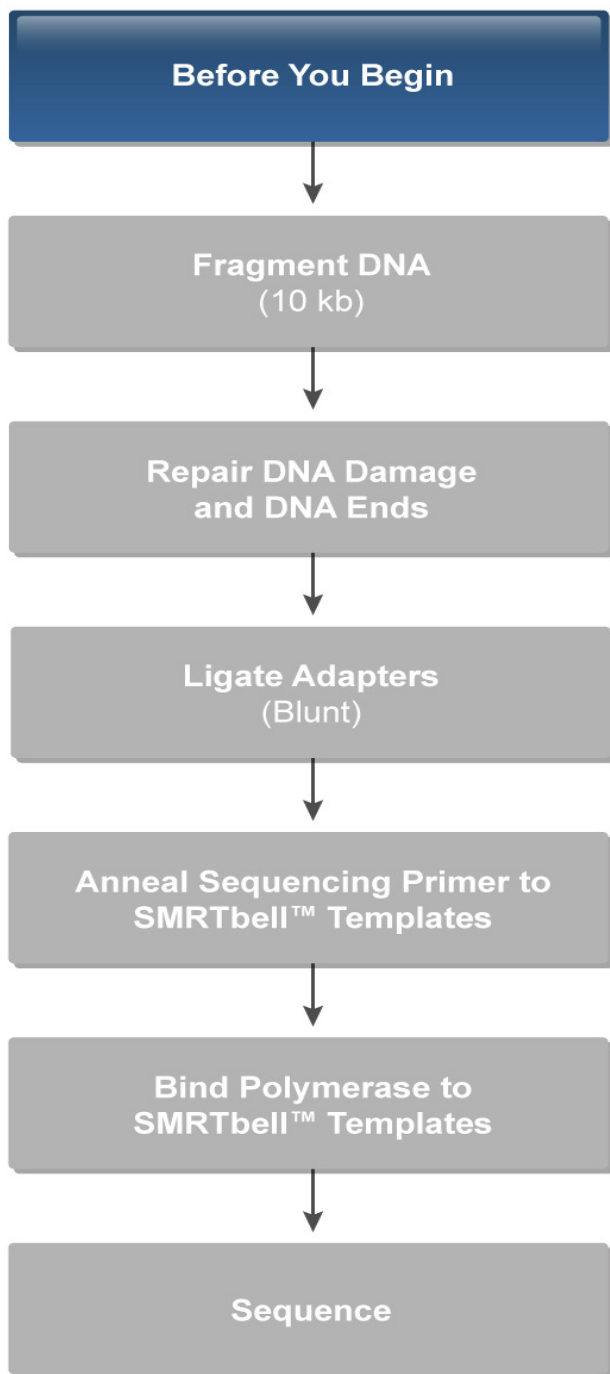 Before You Begin
Fragment DNA
(10 kb)
Repair DNA Damage
and DNA Ends
Ligate Adapters
(Blunt)
Anneal Sequencing Primer to
SMRTbell™ Templates
Bind Polymerase to
SMRTbell™ Templates
Sequence